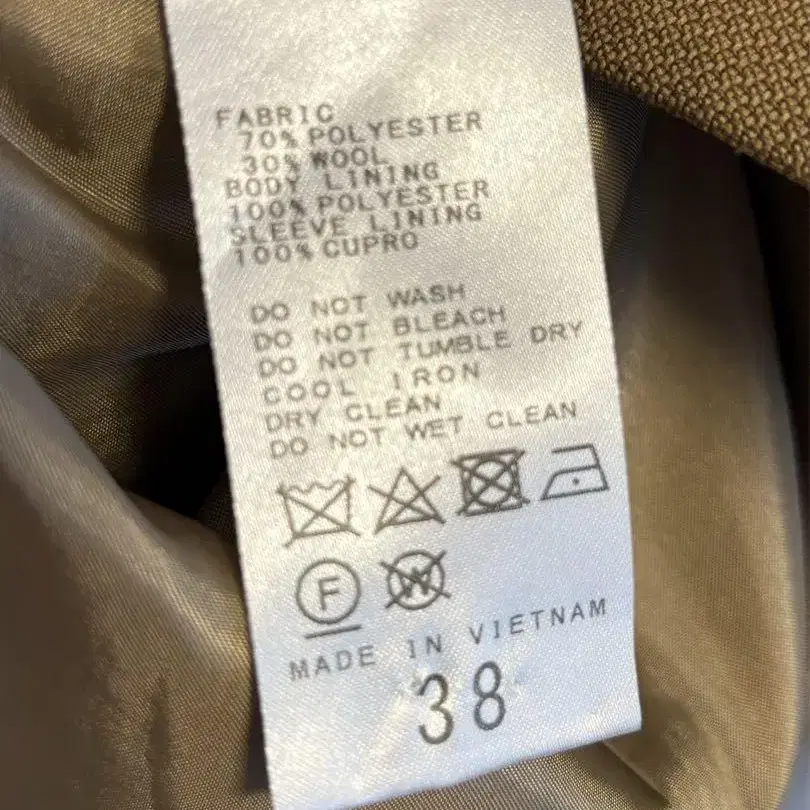 FABRIC
70% POLYESTER
30% WOOL
BODY LINING
100% POLYESTER
SLEEVE LINING
100% CUPRO
DO NOT WASH
DO NOT BLEACH
DO NOT TUMBLE DRY
COOL IRON
DRY CLEAN
DO NOT WET CLEAN
F W
MADE IN VIETNAM
38